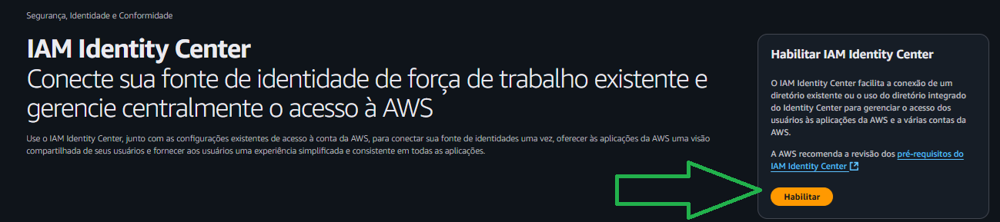 Segurança, Identidade e Conformidade
IAM Identity Center
Conecte sua fonte de identidade de força de trabalho existente e
gerencie centralmente o acesso à AWS
Use o IAM Identity Center, junto com as configurações existentes de acesso à conta da AWS, para conectar sua fonte de identidades uma vez, oferecer às aplicações da AWS uma visão
compartilhada de seus usuários e fornecer aos usuários uma experiência simplificada e consistente em todas as aplicações.
Habilitar IAM Identity Center
O IAM Identity Center facilita a conexão de um
diretório existente ou o uso do diretório integrado
do Identity Center para gerenciar o acesso dos
usuários às aplicações da AWS e a várias contas da
AWS.
A AWS recomenda a revisão dos pré-requisitos do
IAM Identity Center
Habilitar